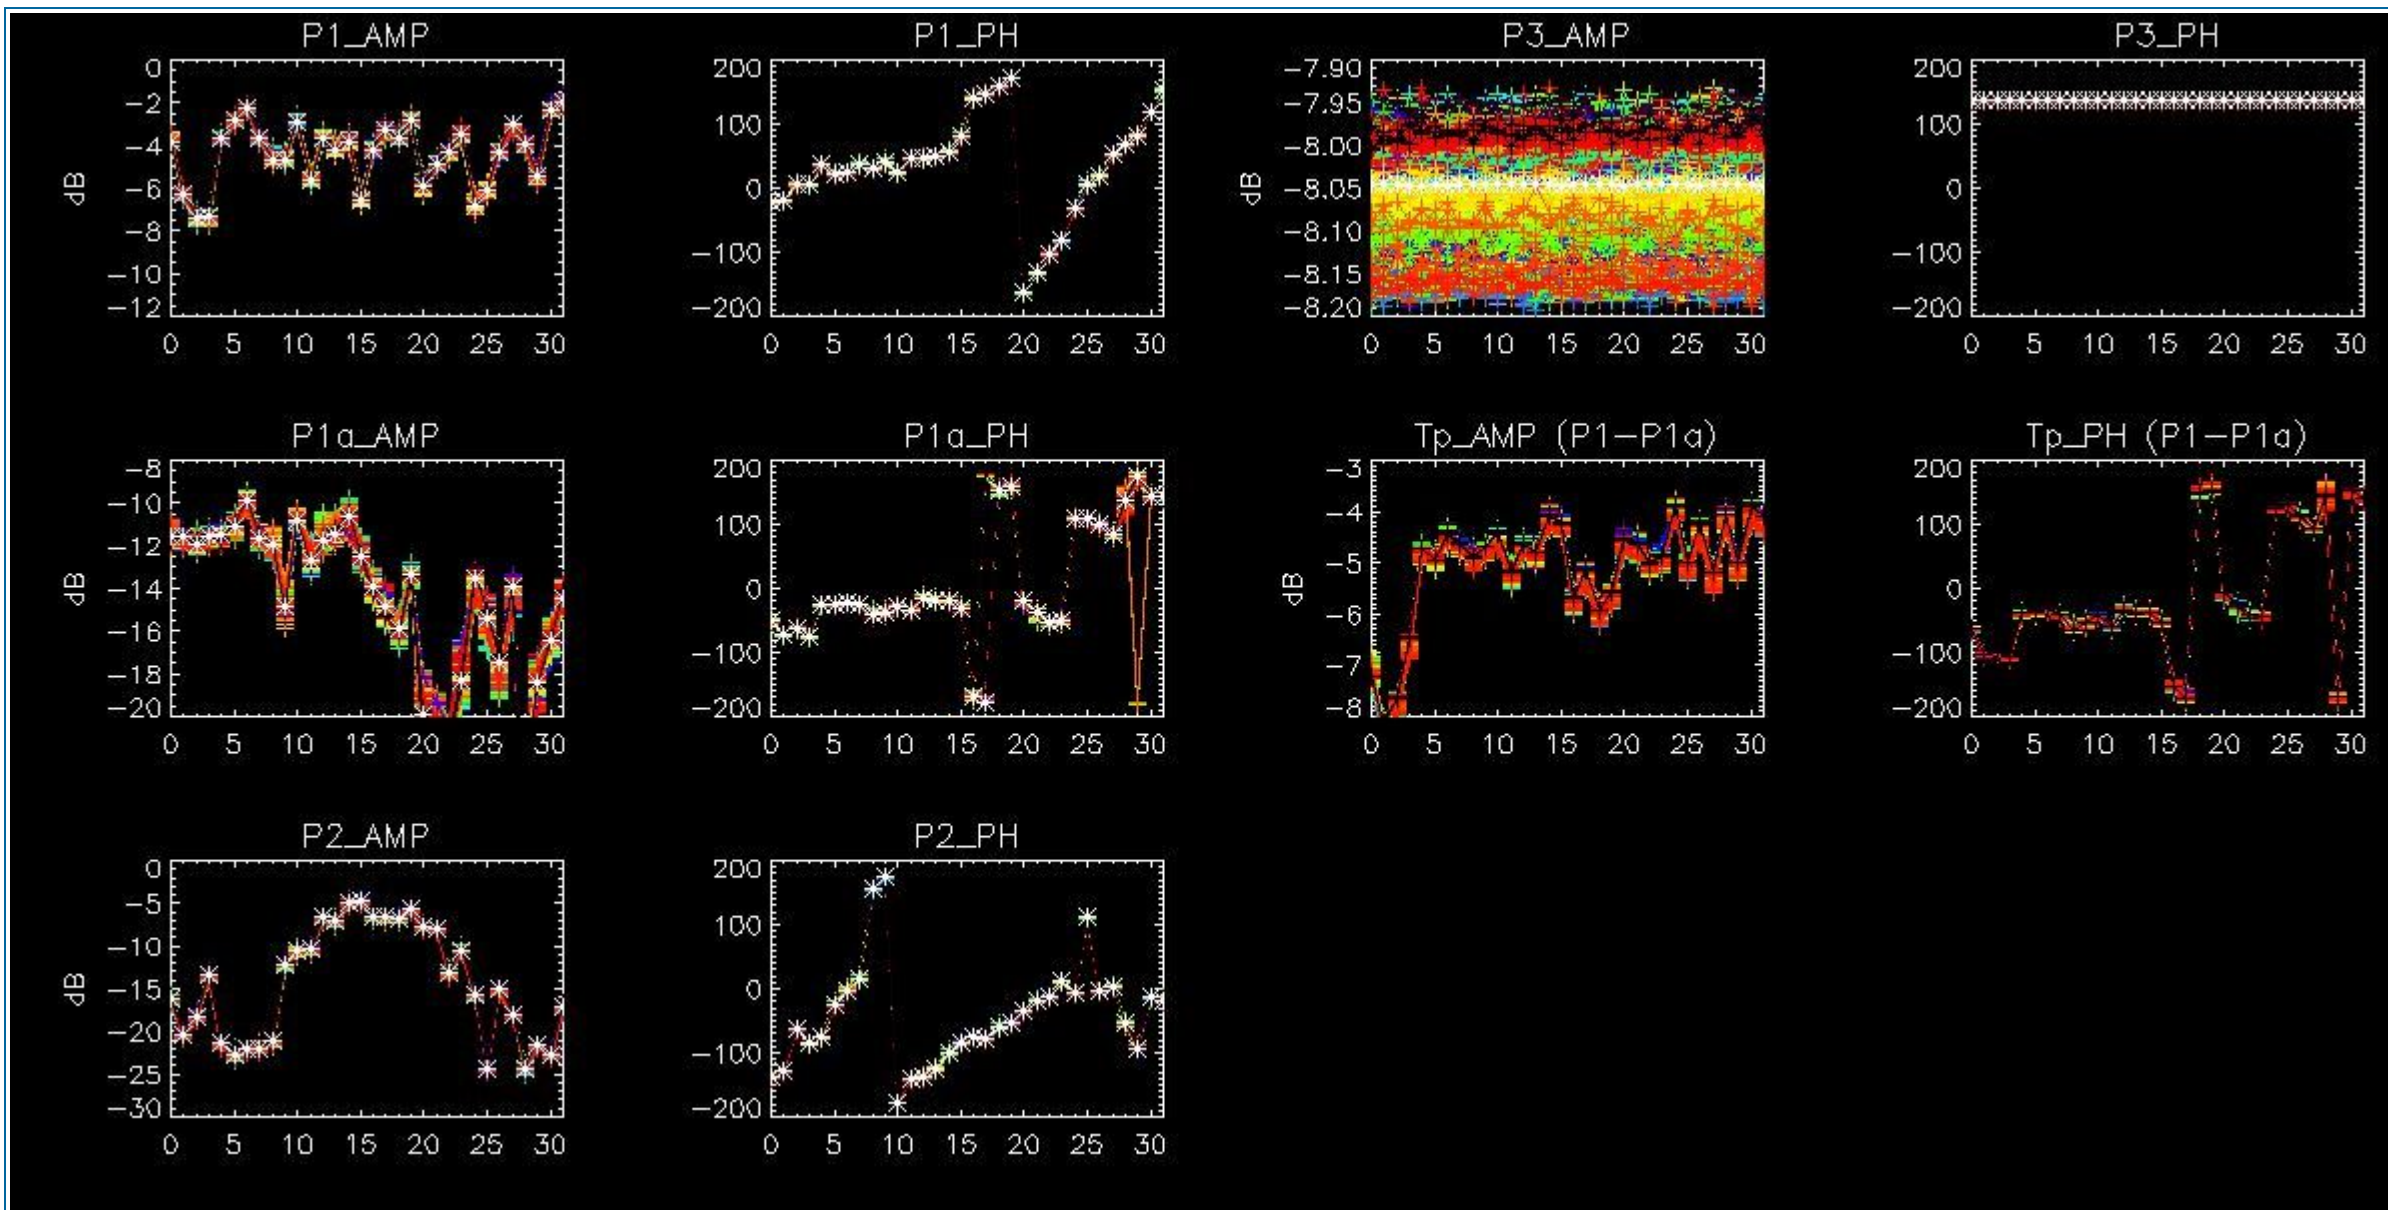 P1_AMP P1_PH P3_AMP P3_PH
0 200 −7.90 200
−2 −7.95
100 100
−4 −8.00
dB −6 0 dB −8.05 0
−8 −8.10
−100 −100
−10 −8.15
−12 −200 −8.20 −200
0 5 10 15 20 25 30 0 5 10 15 20 25 30 0 5 10 15 20 25 30 0 5 10 15 20 25 30
P1a_AMP P1a_PH Tp_AMP (P1−P1a) Tp_PH (P1−P1a)
−8 200 −3 200
−10 −4
100 100
−12 −5
dB −14 0 dB 0
−16 −6
−100 −100
−18 −7
−20 −200 −8 −200
0 5 10 15 20 25 30 0 5 10 15 20 25 30 0 5 10 15 20 25 30 0 5 10 15 20 25 30
P2_AMP P2_PH
0 200
−5
100
−10
dB −15 0
−20
−100
−25
−30 −200
0 5 10 15 20 25 30 0 5 10 15 20 25 30